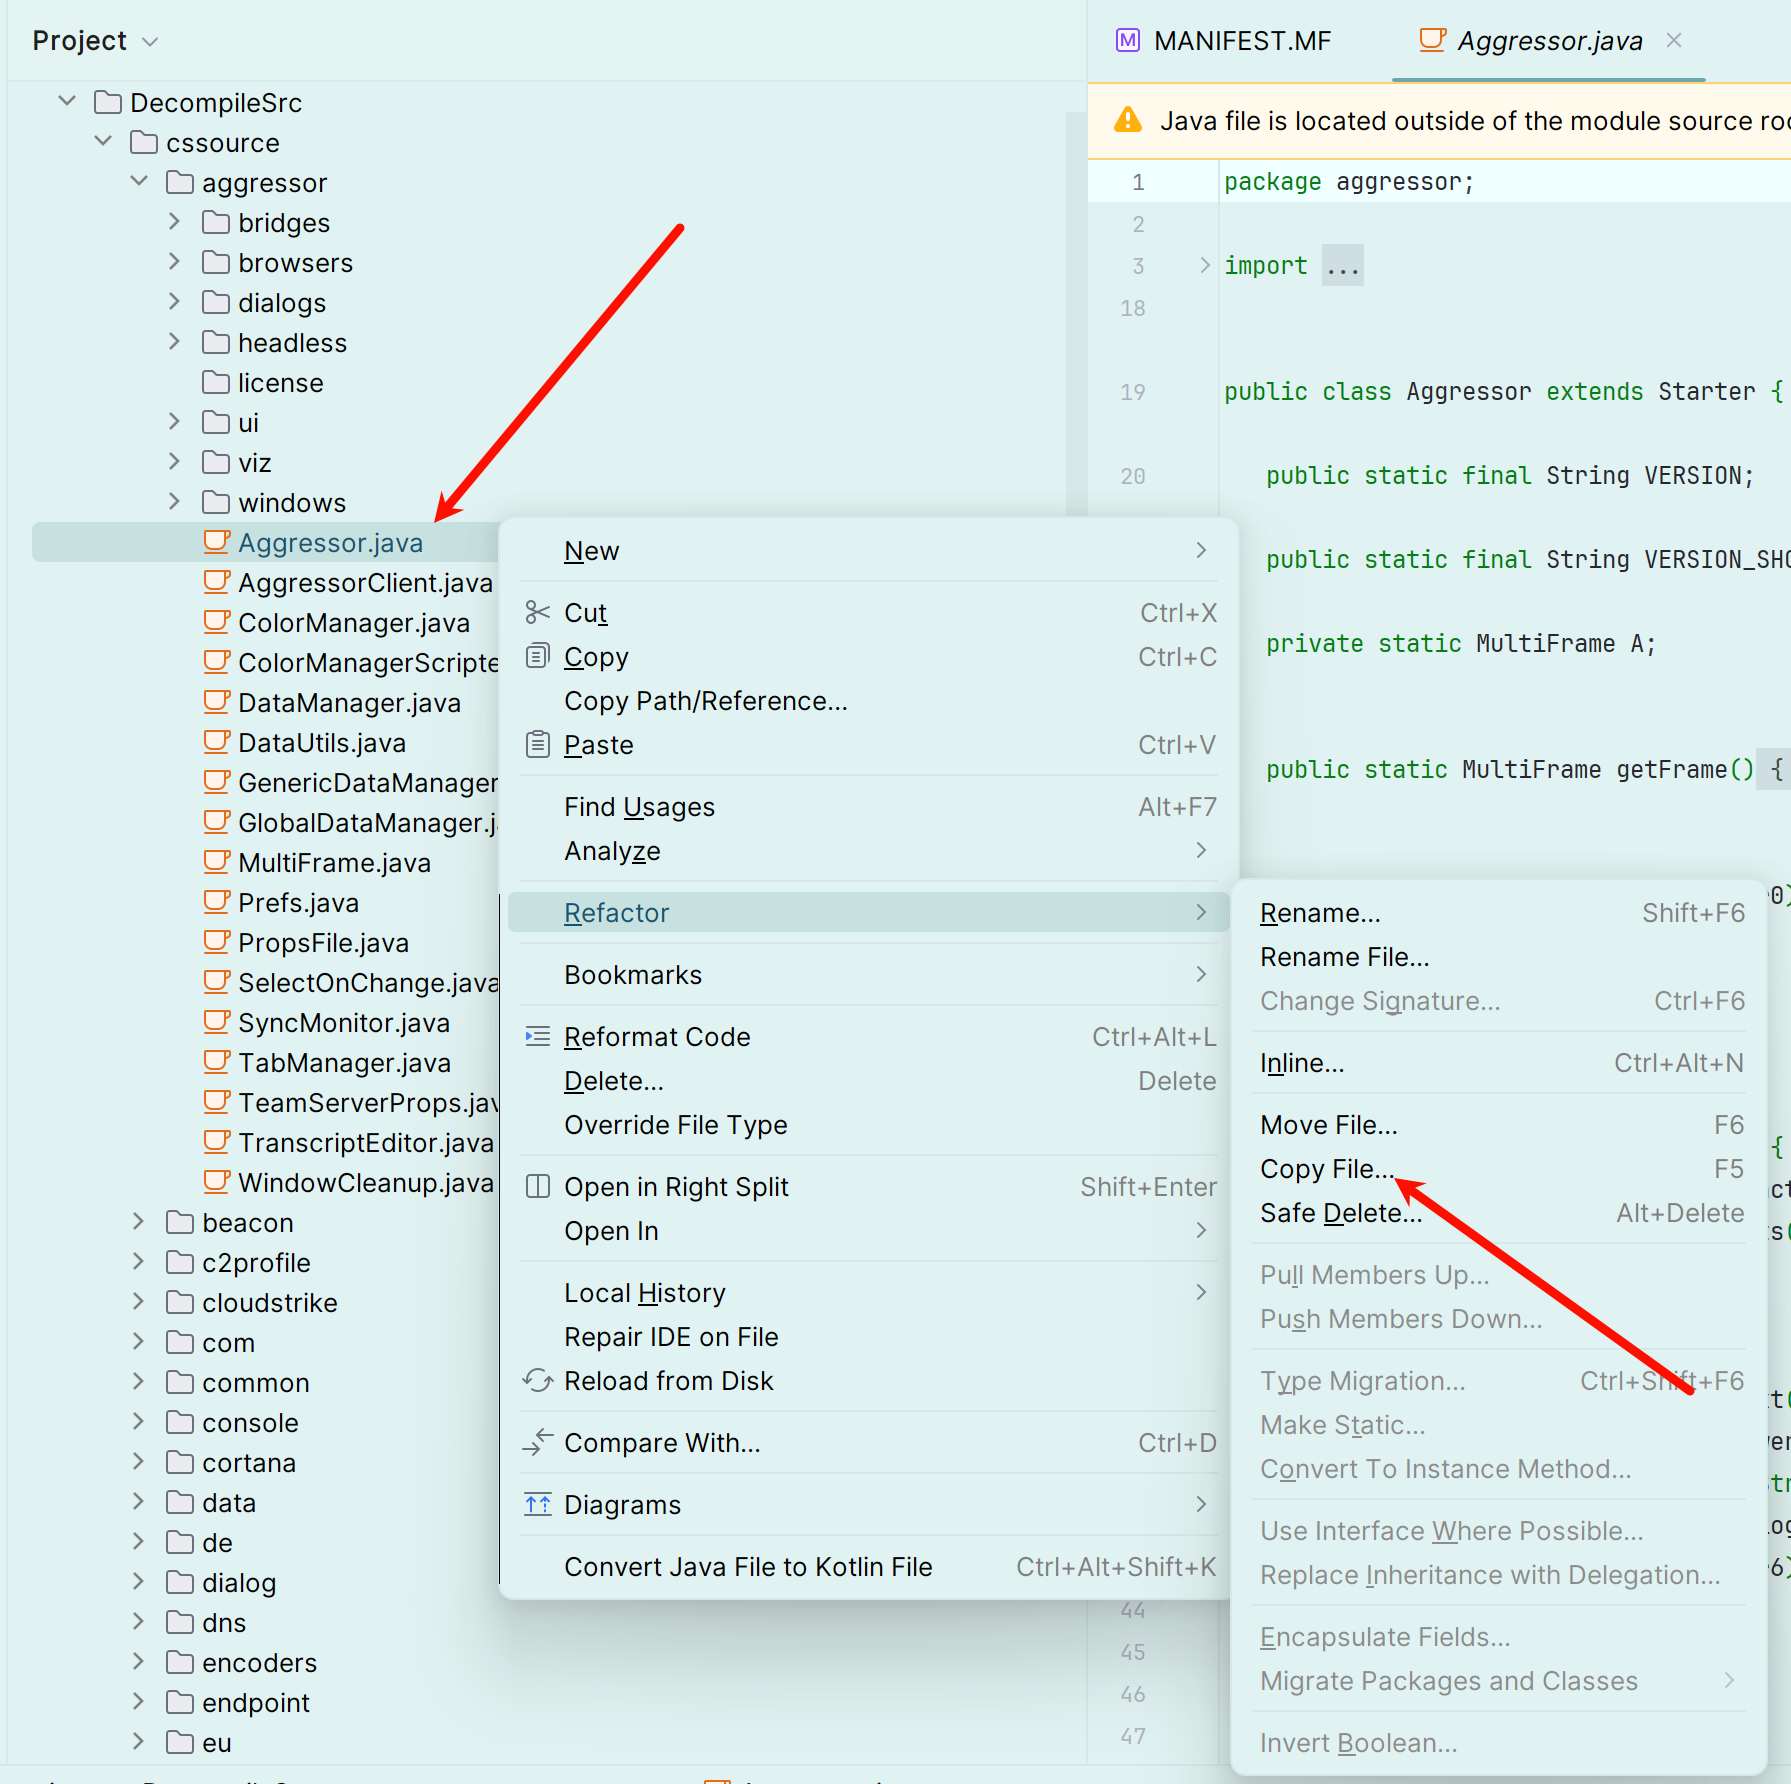 Project
DecompileSrc
cssource
aggressor
bridges
browsers
dialogs
headless
license
ui
viz
windows
Aggressor.java
AggressorClient.java
ColorManager.java
ColorManagerScripte
DataManager.java
DataUtils.java
GenericDataManager
GlobalDataManager.j
MultiFrame.java
Prefs.java
PropsFile.java
SelectOnChange.java
SyncMonitor.java
TabManager.java
TeamServerProps.jav
TranscriptEditor.java
WindowCleanup.java
beacon
c2profile
cloudstrike
com
common
console
cortana
data
de
dialog
dns
encoders
endpoint
eu
New
Cut Ctrl+X
Copy Ctrl+C
Copy Path/Reference...
Paste Ctrl+V
Find Usages Alt+F7
Analyze
Refactor
Bookmarks
Reformat Code Ctrl+Alt+L
Delete... Delete
Override File Type
Open in Right Split Shift+Enter
Open In
Local History
Repair IDE on File
Reload from Disk
Compare With... Ctrl+D
Diagrams
Convert Java File to Kotlin File Ctrl+Alt+Shift+K
Rename... Shift+F6
Rename File...
Change Signature... Ctrl+F6
Inline... Ctrl+Alt+N
Move File... F6
Copy File... F5
Safe Delete... Alt+Delete
Pull Members Up...
Push Members Down...
Type Migration... Ctrl+Shift+F6
Make Static...
Convert To Instance Method...
Use Interface Where Possible...
Replace Inheritance with Delegation...
Encapsulate Fields...
Migrate Packages and Classes
Invert Boolean...
M MANIFEST.MF
Aggressor.java
Java file is located outside of the module source roo
1 package aggressor;
2
3 import ...
18
19 public class Aggressor extends Starter {
20 public static final String VERSION;
public static final String VERSION_SHO
private static MultiFrame A;
public static MultiFrame getFrame() {
44
45
46
47